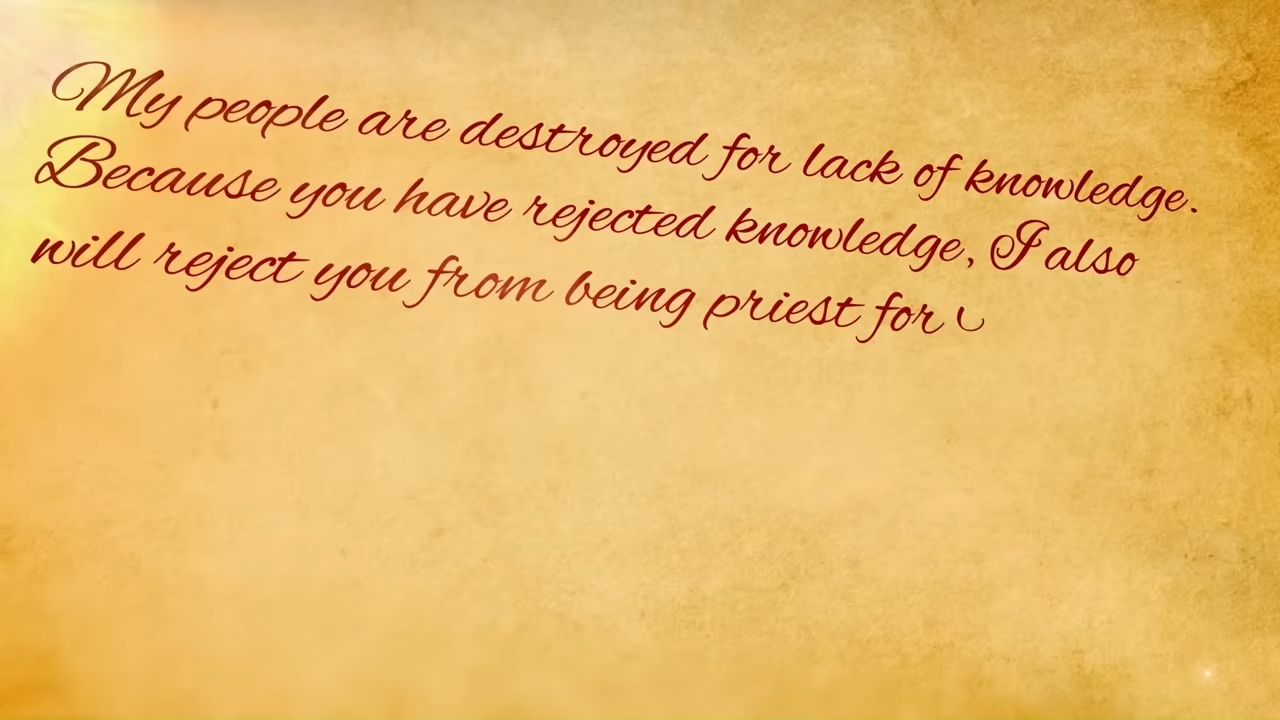 My people are destroyed for lack of knowledge.
Because you have rejected knowledge, I also
will reject you from being priest for